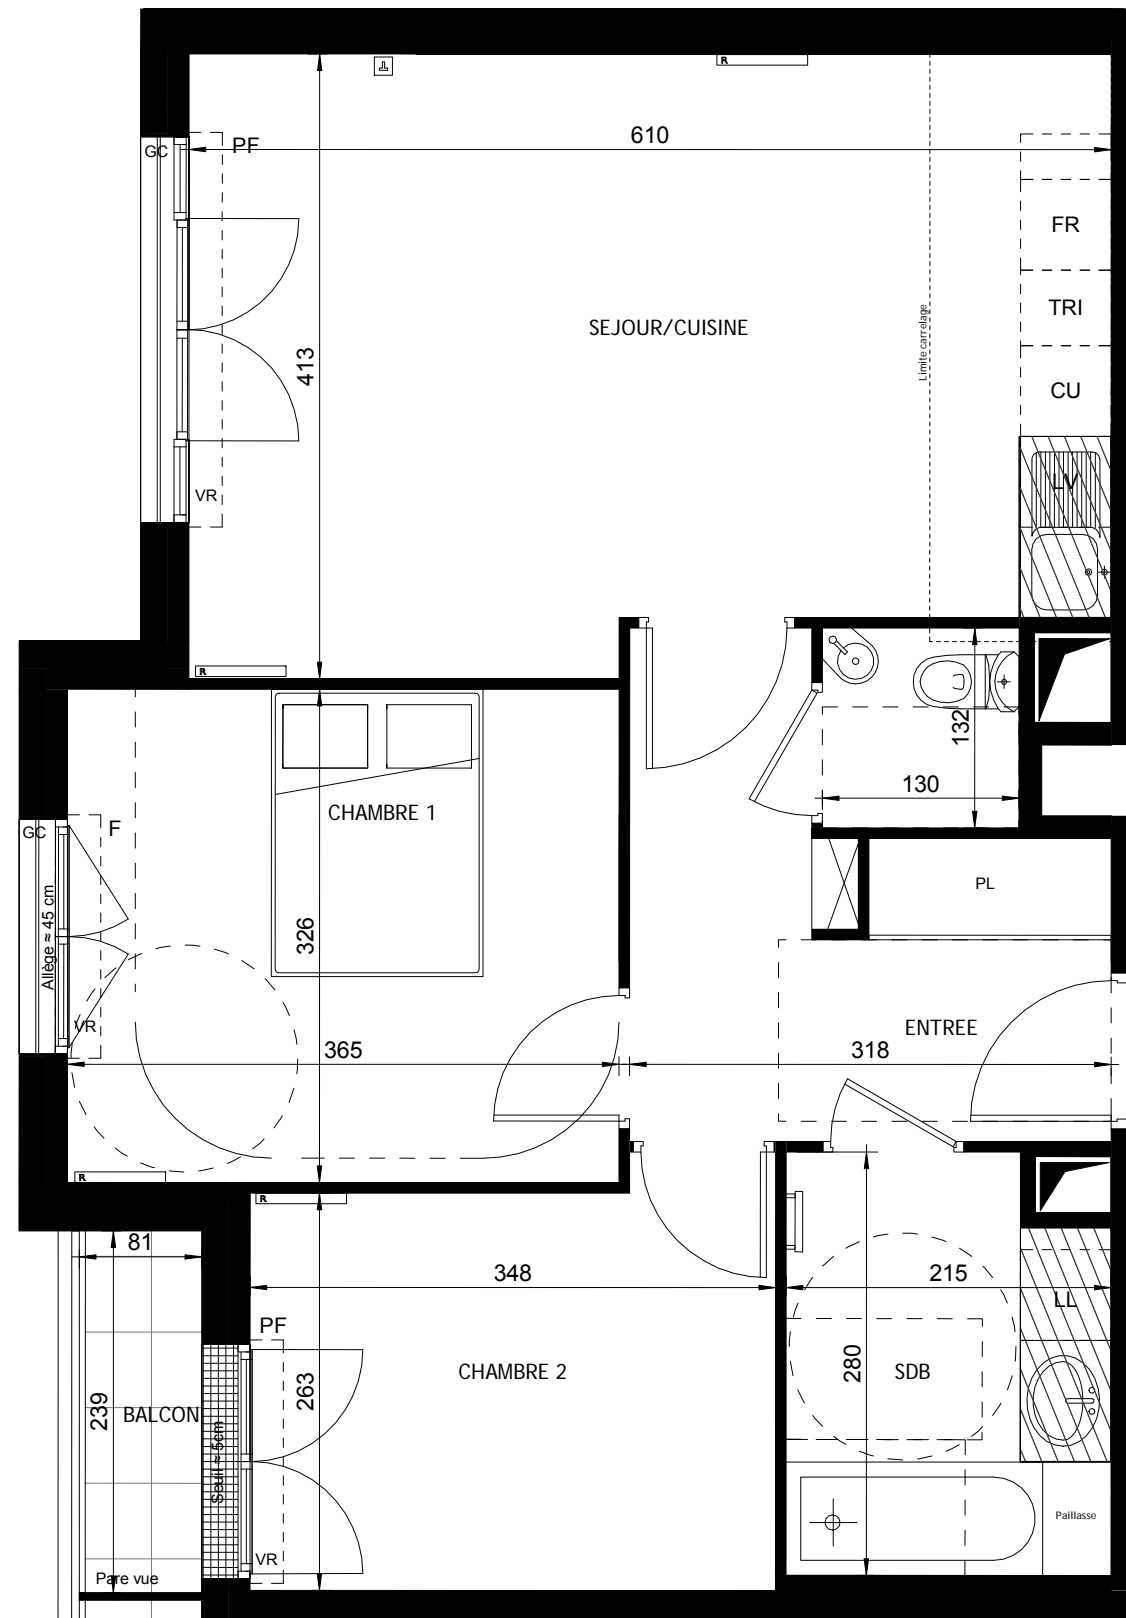 R
610
GC
PF
FR
TRI
SEJOUR/CUISINE
Limite carrelage
413
CU
LV
VR
R
132
130
CHAMBRE 1
GC
F
Allège ≈ 45 cm
PL
326
VR
ENTREE
365
318
R
R
81
348
215
LL
PF
280
263
CHAMBRE 2
SDB
239
BALCON
Seuil ≈ 5cm
Paillasse
VR
Pare vue